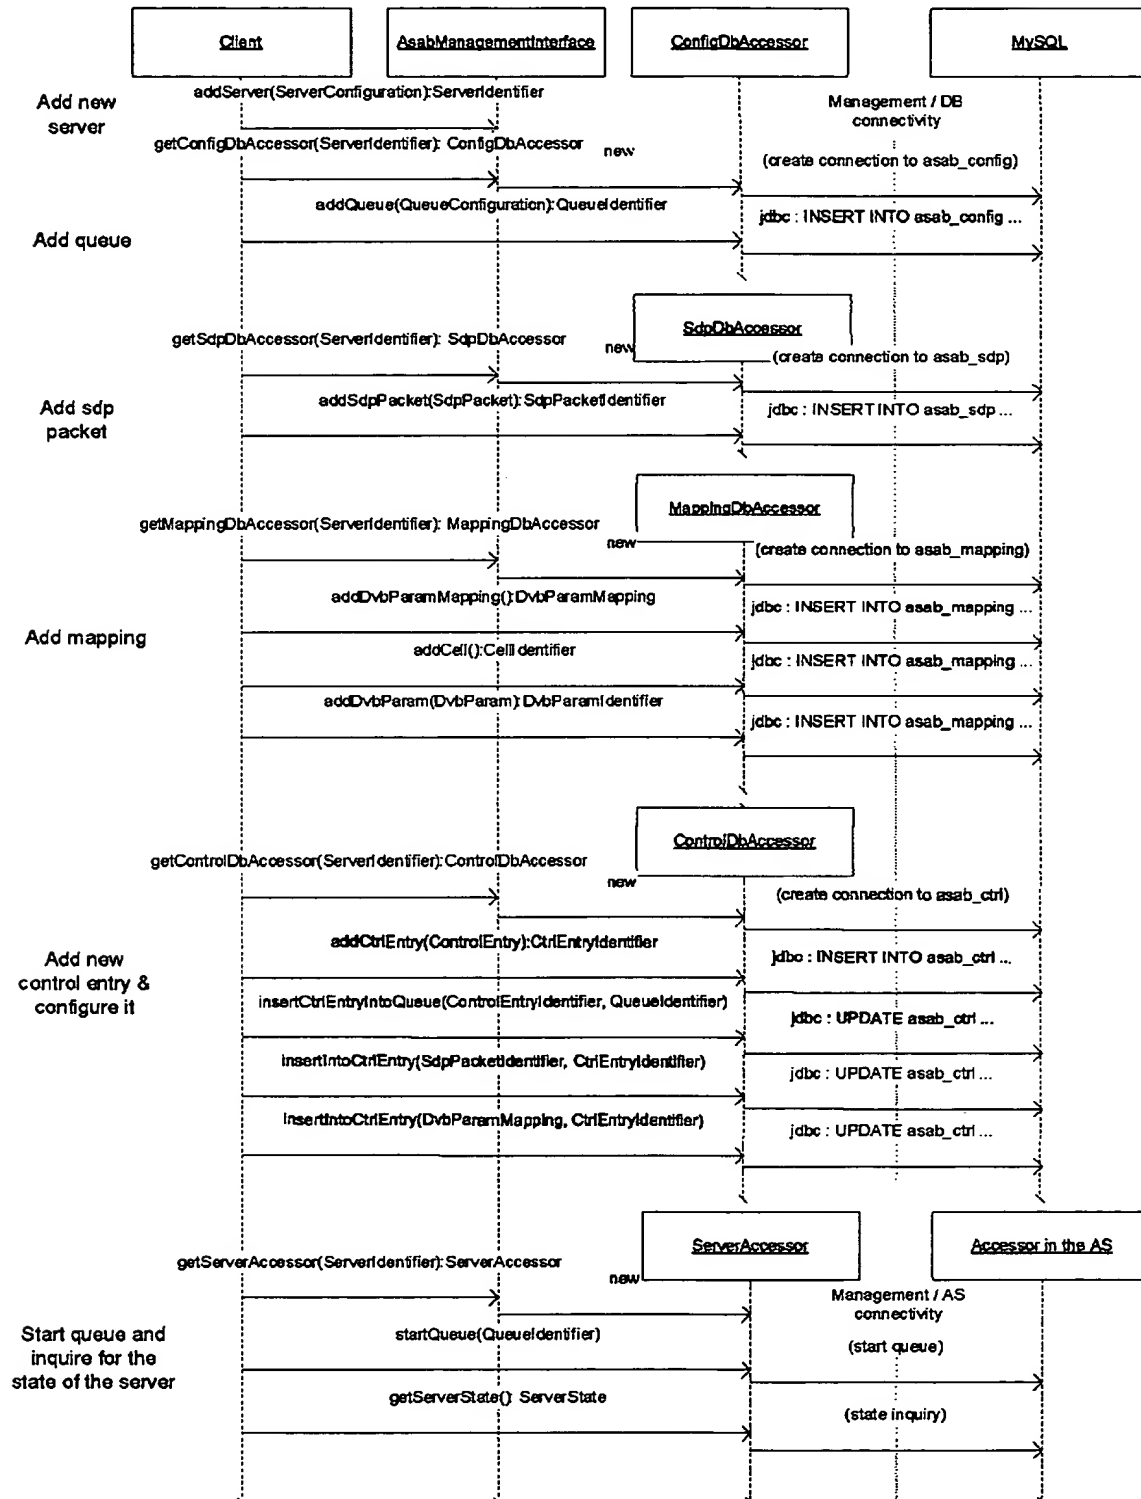 Client
AsabManagementInterface
ConfigDbAccessor
MySQL
Add new
server
addServer(ServerConfiguration):ServerIdentifier
Management / DB
connectivity
getConfigDbAccessor(ServerIdentifier): ConfigDbAccessor
new
(create connection to asab_config)
addQueue(QueueConfiguration):QueueIdentifier
jdbc : INSERT INTO asab_config ...
Add queue
SdpDbAccessor
getSdpDbAccessor(ServerIdentifier): SdpDbAccessor
new
(create connection to asab_sdp)
Add sdp
packet
addSdpPacket(SdpPacket):SdpPacketIdentifier
jdbc : INSERT INTO asab_sdp ...
MappingDbAccessor
getMappingDbAccessor(ServerIdentifier): MappingDbAccessor
new
(create connection to asab_mapping)
addDvbParamMapping():DvbParamMapping
jdbc : INSERT INTO asab_mapping ...
Add mapping
addCell():CellIdentifier
jdbc : INSERT INTO asab_mapping ...
addDvbParam(DvbParam):DvbParamIdentifier
jdbc : INSERT INTO asab_mapping ...
ControlDbAccessor
getControlDbAccessor(ServerIdentifier):ControlDbAccessor
new
(create connection to asab_ctrl)
addCtrlEntry(ControlEntry):CtrlEntryIdentifier
jdbc : INSERT INTO asab_ctrl ...
Add new
control entry &
configure it
insertCtrlEntryIntoQueue(ControlEntryIdentifier, QueueIdentifier)
jdbc : UPDATE asab_ctrl ...
insertIntoCtrlEntry(SdpPacketIdentifier, CtrlEntryIdentifier)
jdbc : UPDATE asab_ctrl ...
insertIntoCtrlEntry(DvbParamMapping, CtrlEntryIdentifier)
jdbc : UPDATE asab_ctrl ...
ServerAccessor
Accessor in the AS
getServerAccessor(ServerIdentifier):ServerAccessor
new
Management / AS
connectivity
Start queue and
inquire for the
state of the server
startQueue(QueueIdentifier)
(start queue)
getServerState(): ServerState
(state inquiry)